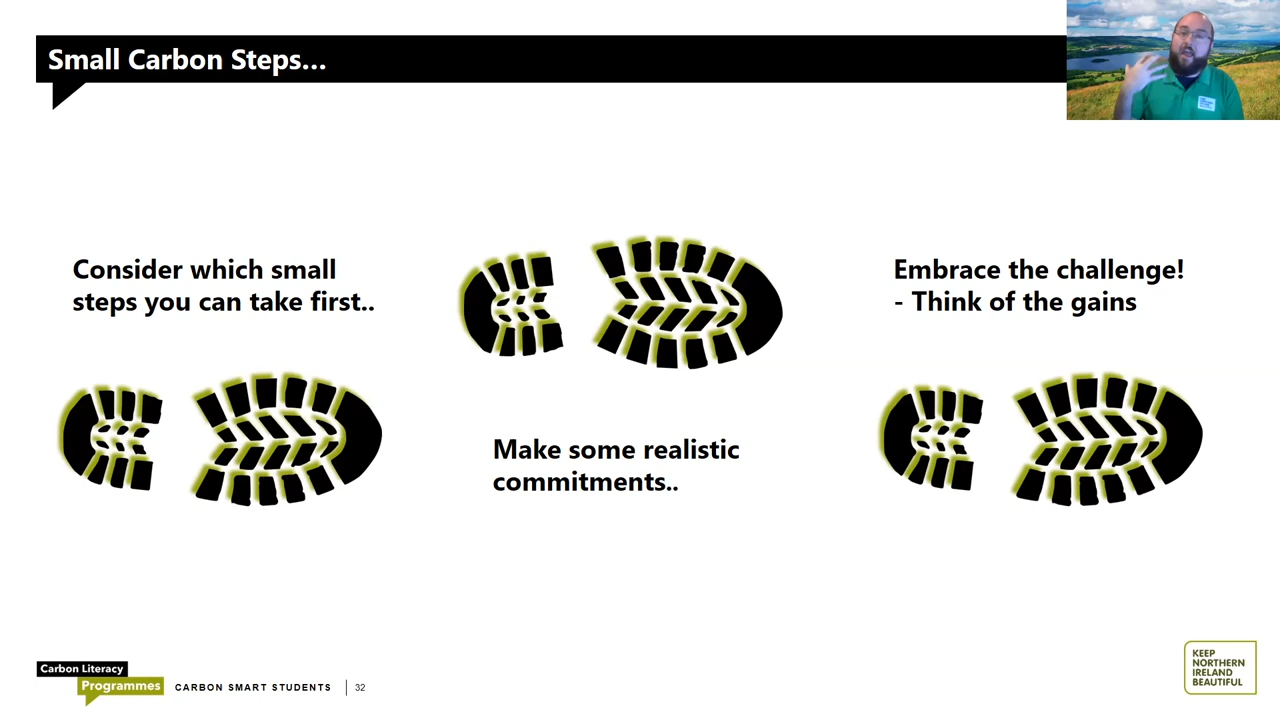 Small Carbon Steps...
Consider which small
steps you can take first..
Make some realistic
commitments..
Embrace the challenge!
- Think of the gains
Carbon Literacy
Programmes
CARBON SMART STUDENTS
32
KEEP
NORTHERN
IRELAND
BEAUTIFUL